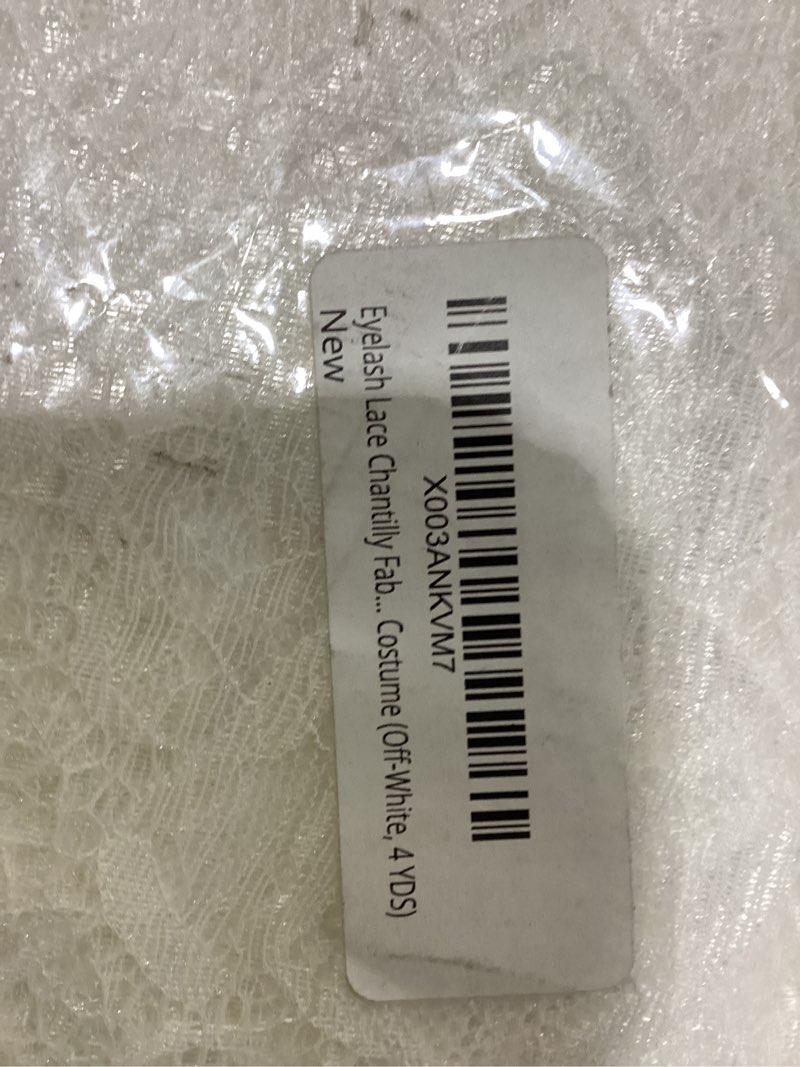 X003ANKVM7
Eyelash Lace Chantilly Fab... Costume (Off-White, 4 YDS)
New